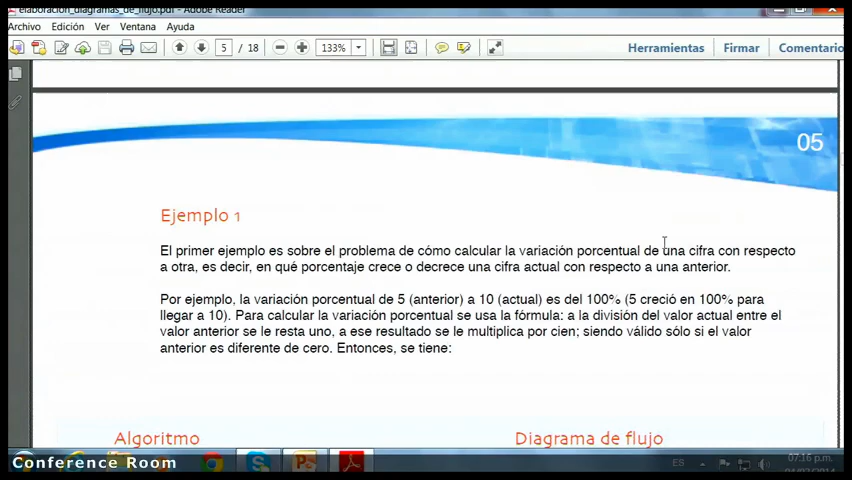 elaboración_diagramas_de_flujo.pdf - Adobe Reader
Archivo Edición Ver Ventana Ayuda
5 / 18 133% Herramientas Firmar Comentario
05
Ejemplo 1
El primer ejemplo es sobre el problema de cómo calcular la variación porcentual de una cifra con respecto
a otra, es decir, en qué porcentaje crece o decrece una cifra actual con respecto a una anterior.
Por ejemplo, la variación porcentual de 5 (anterior) a 10 (actual) es del 100% (5 creció en 100% para
llegar a 10). Para calcular la variación porcentual se usa la fórmula: a la división del valor actual entre el
valor anterior se le resta uno, a ese resultado se le multiplica por cien; siendo válido sólo si el valor
anterior es diferente de cero. Entonces, se tiene:
Algoritmo Diagrama de flujo
Conference Room ES 07:16 p.m.
04/07/2014